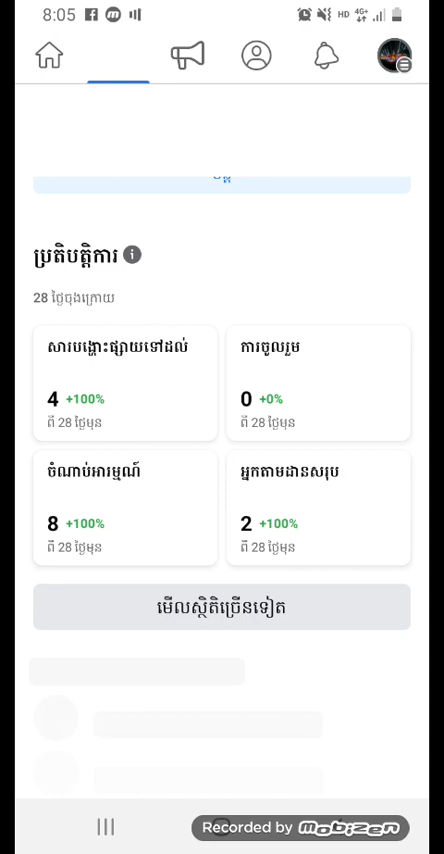 8:05
HD 4G+
ប្រតិបត្តិការ
28 ថ្ងៃចុងក្រោយ
សារបង្ហោះផ្សាយទៅដល់
4 +100%
ពី 28 ថ្ងៃមុន
ការចូលរួម
0 +0%
ពី 28 ថ្ងៃមុន
ចំណាប់អារម្មណ៍
8 +100%
ពី 28 ថ្ងៃមុន
អ្នកតាមដានសរុប
2 +100%
ពី 28 ថ្ងៃមុន
មើលស្ថិតិច្រើនទៀត
Recorded by Mobizen